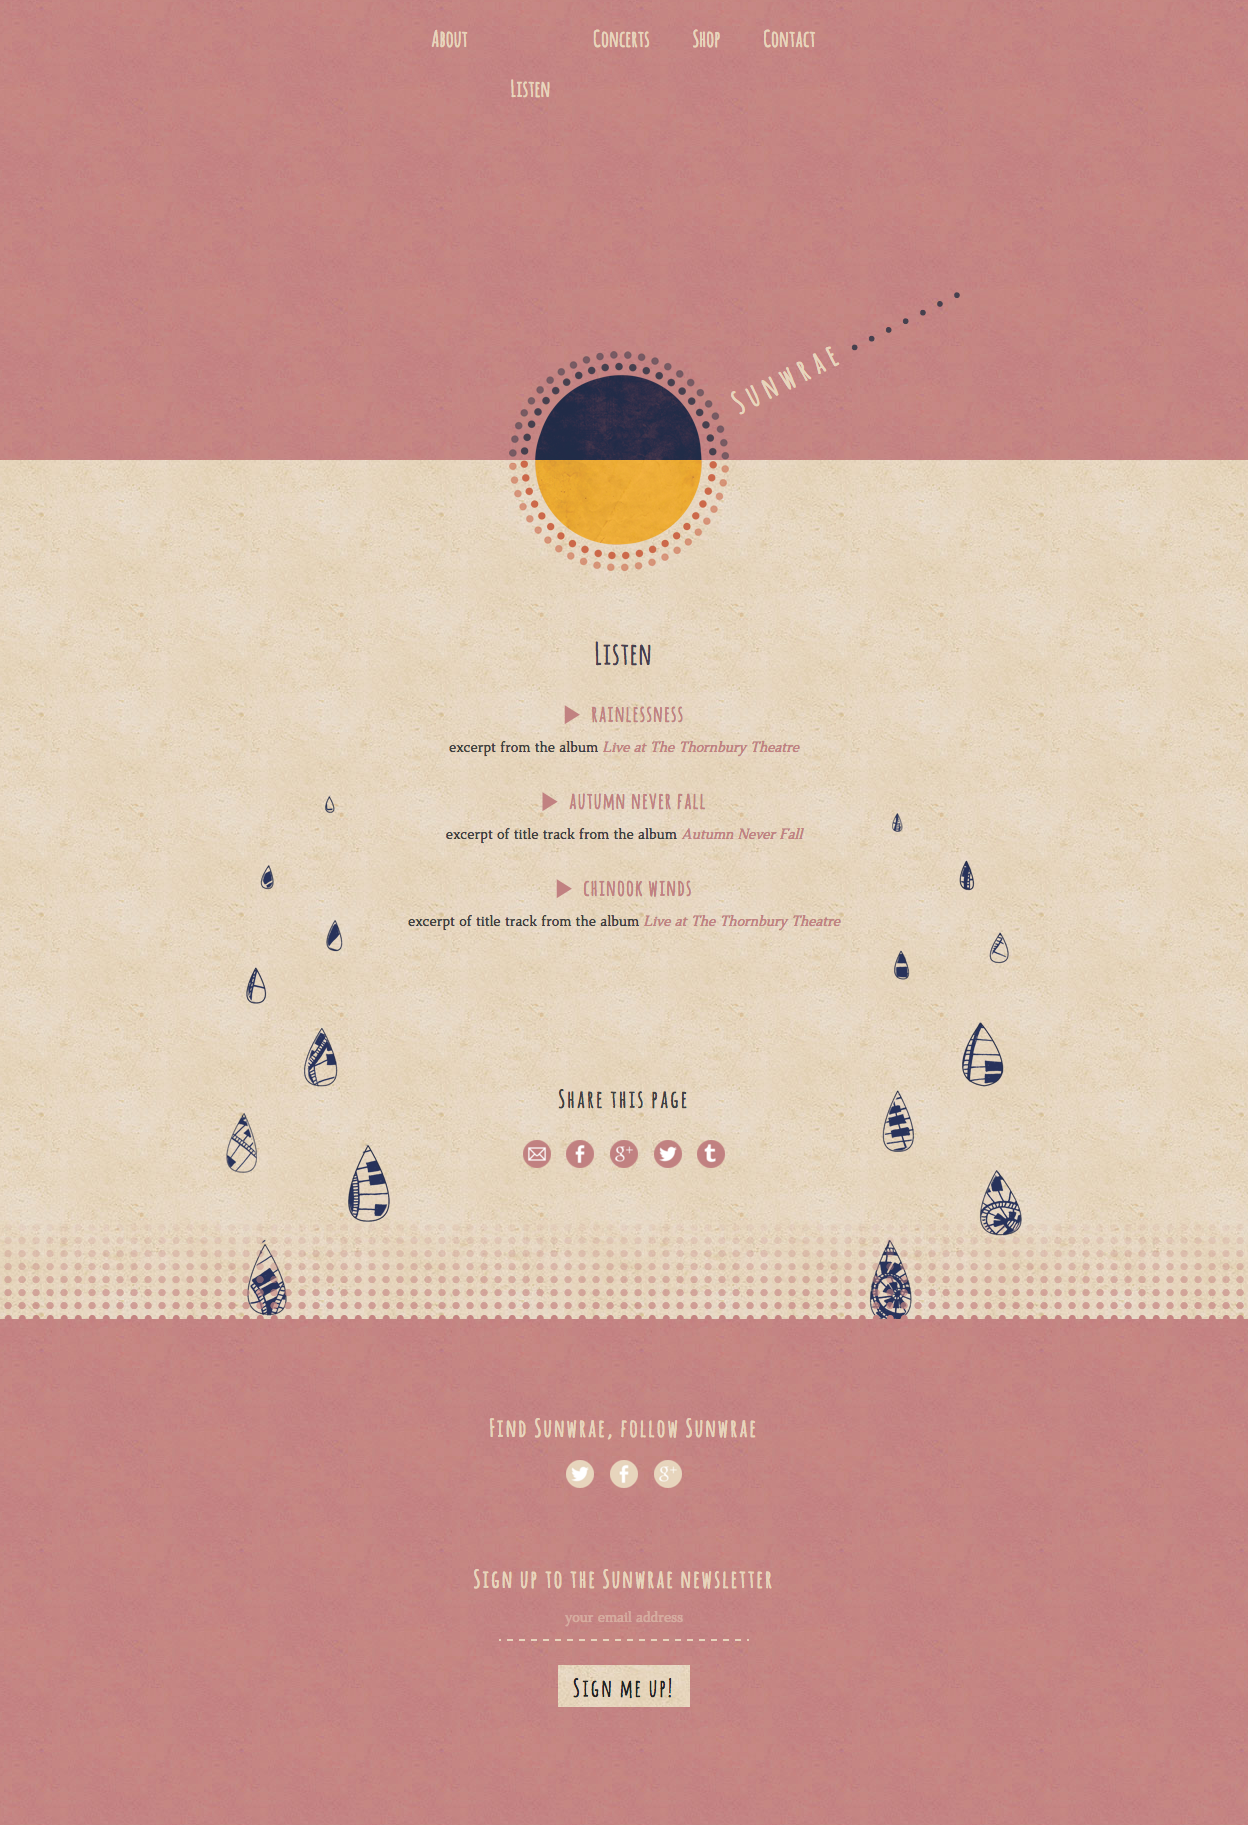 About
Concerts
Shop
Contact
Listen
Sunwrae
Listen
RAINLESSNESS
excerpt from the album Live at The Thornbury Theatre
AUTUMN NEVER FALL
excerpt of title track from the album Autumn Never Fall
CHINOOK WINDS
excerpt of title track from the album Live at The Thornbury Theatre
Share this page
Find Sunwrae, follow Sunwrae
Sign up to the Sunwrae newsletter
your email address
Sign me up!